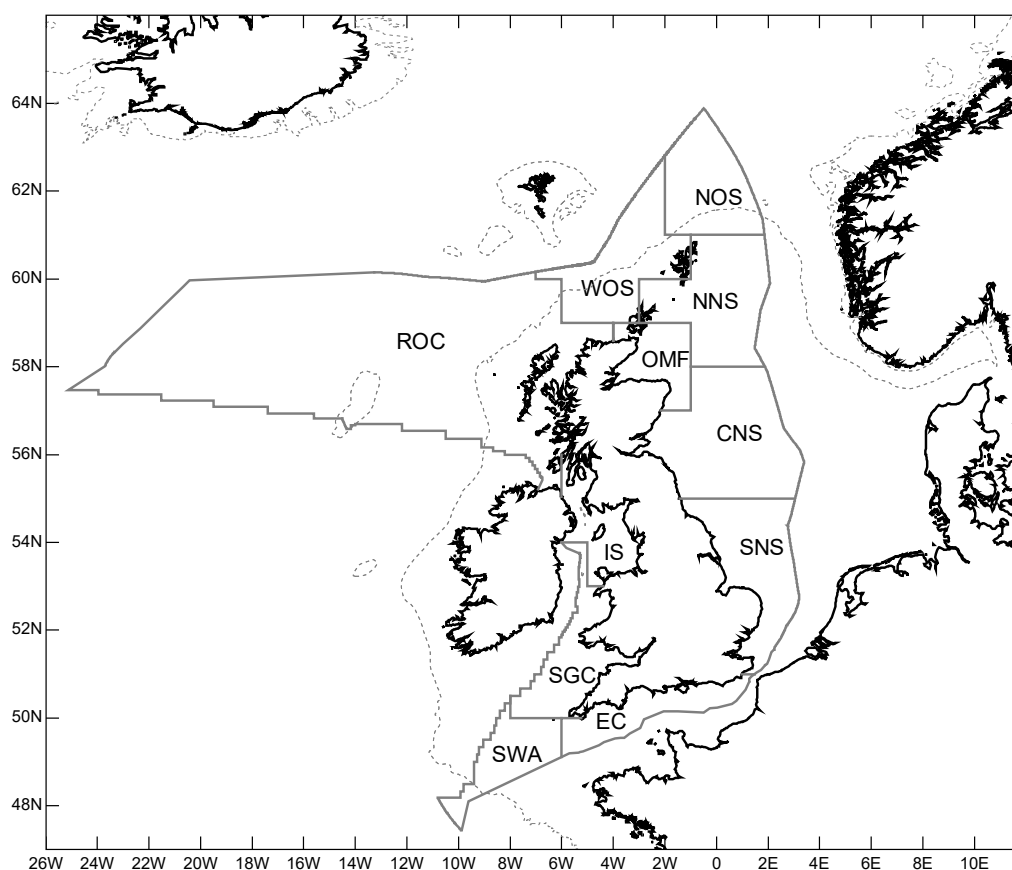 64N
62N
NOS
60N
WOS
NNS
ROC
58N
OMF
CNS
56N
54N
IS
SNS
52N
SGC
50N
EC
SWA
48N
26W 24W 22W 20W 18W 16W 14W 12W 10W 8W 6W 4W 2W 0 2E 4E 6E 8E 10E